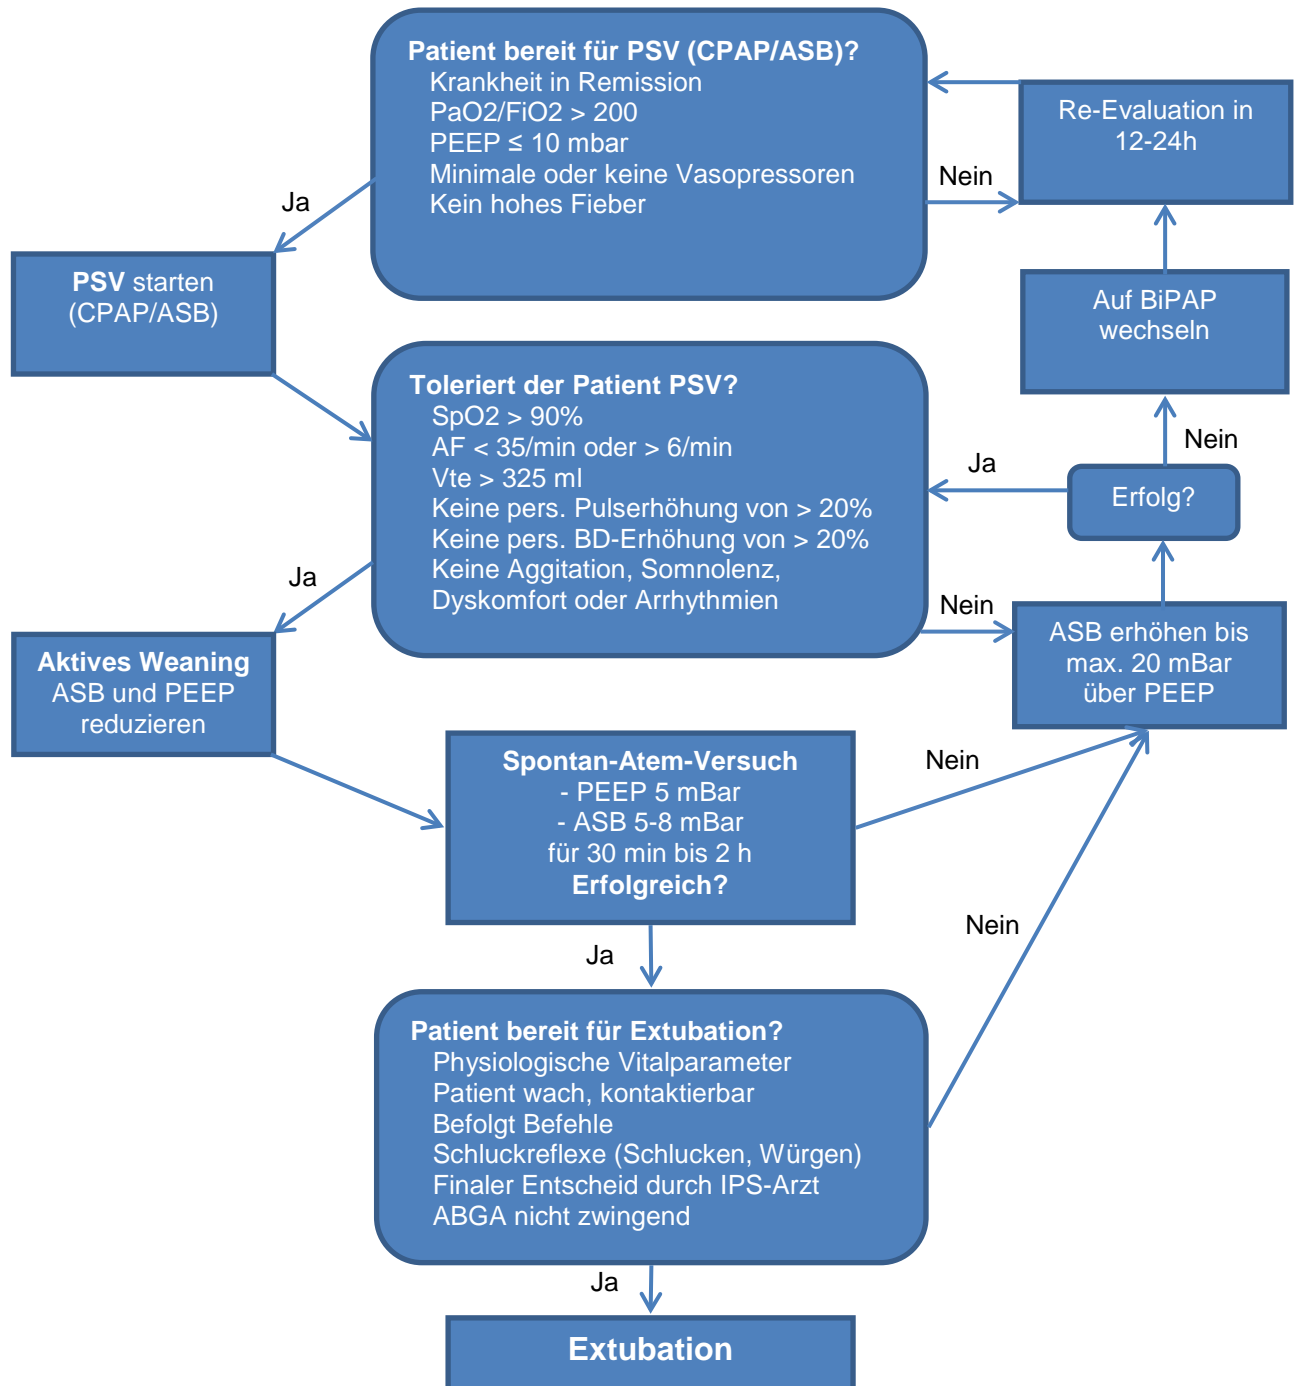 Patient bereit für PSV (CPAP/ASB)?
Krankheit in Remission
PaO2/FiO2 > 200
PEEP ≤ 10 mbar
Minimale oder keine Vasopressoren
Kein hohes Fieber
Re-Evaluation in
12-24h
Nein
Ja
PSV starten
(CPAP/ASB)
Auf BiPAP
wechseln
Toleriert der Patient PSV?
SpO2 > 90%
AF < 35/min oder > 6/min
Vte > 325 ml
Keine pers. Pulserhöhung von > 20%
Keine pers. BD-Erhöhung von > 20%
Keine Aggitation, Somnolenz,
Dyskomfort oder Arrhythmien
Nein
Ja
Erfolg?
Ja
Nein
ASB erhöhen bis
max. 20 mBar
über PEEP
Aktives Weaning
ASB und PEEP
reduzieren
Spontan-Atem-Versuch
- PEEP 5 mBar
- ASB 5-8 mBar
für 30 min bis 2 h
Erfolgreich?
Nein
Nein
Ja
Patient bereit für Extubation?
Physiologische Vitalparameter
Patient wach, kontaktierbar
Befolgt Befehle
Schluckreflexe (Schlucken, Würgen)
Finaler Entscheid durch IPS-Arzt
ABGA nicht zwingend
Ja
Extubation